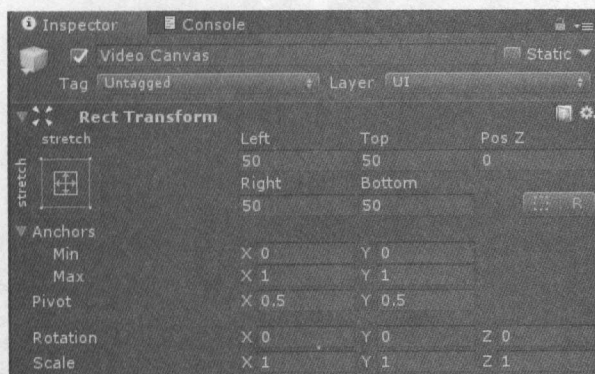 Inspector Console
Video Canvas Static
Tag Untagged Layer UI
Rect Transform
stretch Left Top Pos Z
stretch
50 50 0
Right Bottom
50 50 R
Anchors
Min X 0 Y 0
Max X 1 Y 1
Pivot X 0.5 Y 0.5
Rotation X 0 Y 0 Z 0
Scale X 1 Y 1 Z 1